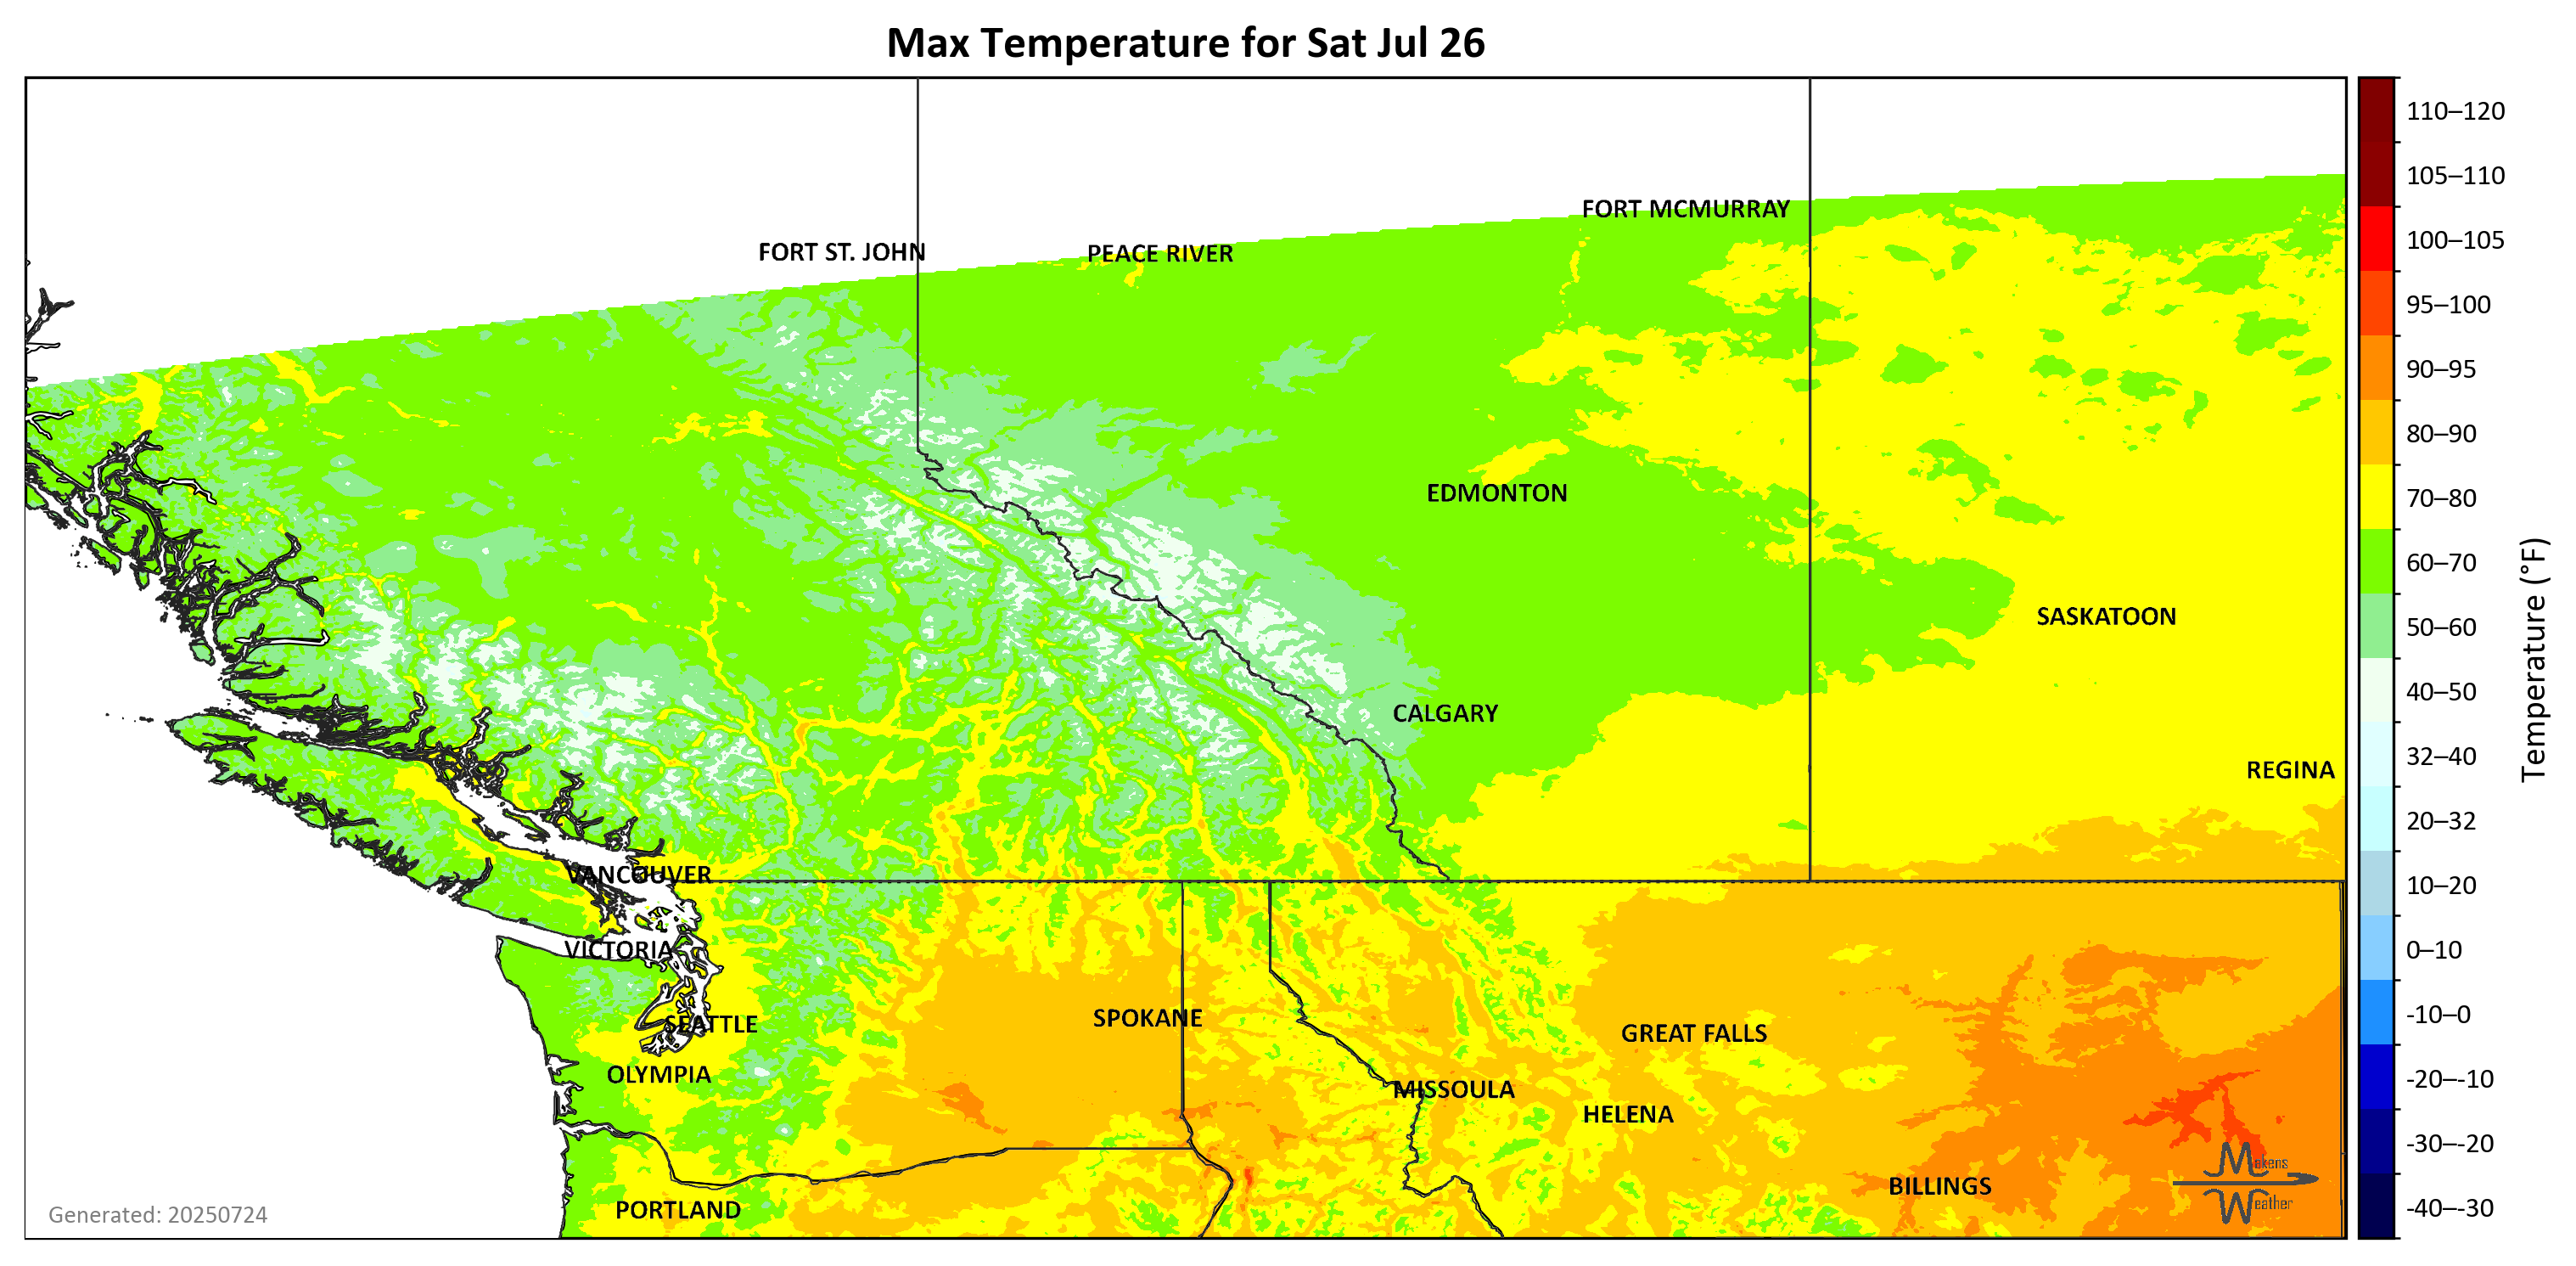 Max Temperature for Sat Jul 26
FORT MCMURRAY
FORT ST. JOHN
PEACE RIVER
EDMONTON
SASKATOON
CALGARY
REGINA
VANCOUVER
VICTORIA
SEATTLE
SPOKANE
GREAT FALLS
OLYMPIA
MISSOULA
HELENA
BILLINGS
PORTLAND
Makens
Weather
Generated: 20250724
110–120
105–110
100–105
95–100
90–95
80–90
70–80
60–70
50–60
40–50
32–40
20–32
10–20
0–10
-10–0
-20–-10
-30–-20
-40–-30
Temperature (°F)